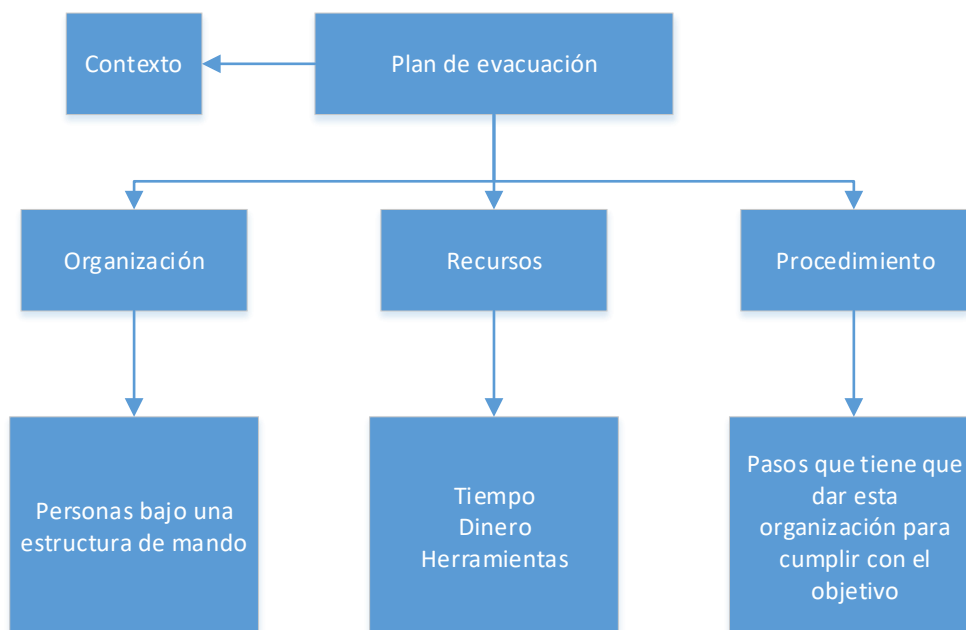 Contexto
Plan de evacuación
Organización
Recursos
Procedimiento
Personas bajo una
estructura de mando
Tiempo
Dinero
Herramientas
Pasos que tiene que
dar esta
organización para
cumplir con el
objetivo